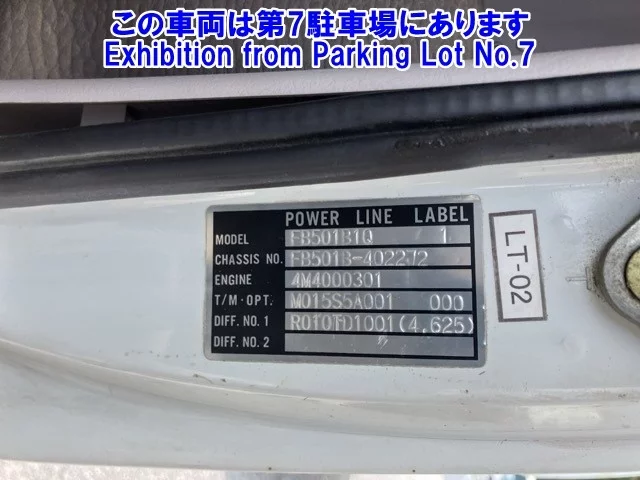 この車両は第7駐車場にあります
Exhibition from Parking Lot No.7
POWER LINE LABEL
MODEL FB501B1Q 1
CHASSIS NO. FB501B-402272
ENGINE 4M4000301
T/M·OPT. M015S5A001 000
DIFF. NO. 1 R010TD1001(4.625)
DIFF. NO. 2 "
LT-02